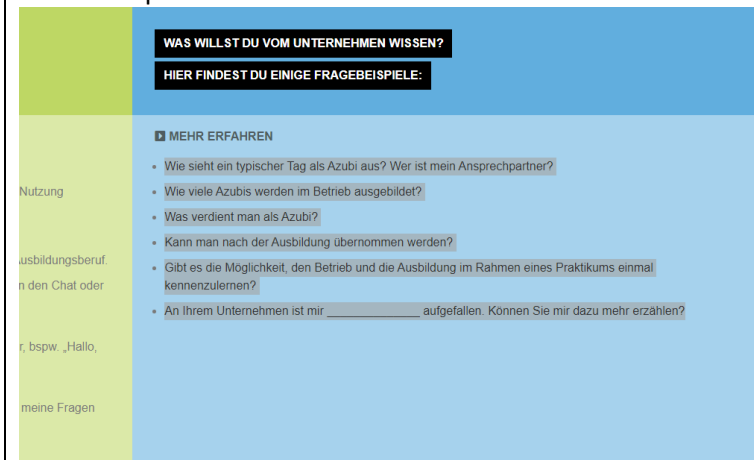 WAS WILLST DU VOM UNTERNEHMEN WISSEN?
HIER FINDEST DU EINIGE FRAGEBEISPIELE:
MEHR ERFAHREN
Wie sieht ein typischer Tag als Azubi aus? Wer ist mein Ansprechpartner?
Wie viele Azubis werden im Betrieb ausgebildet?
Was verdient man als Azubi?
Kann man nach der Ausbildung übernommen werden?
Gibt es die Möglichkeit, den Betrieb und die Ausbildung im Rahmen eines Praktikums einmal
kennenzulernen?
An Ihrem Unternehmen ist mir ______________ aufgefallen. Können Sie mir dazu mehr erzählen?
Nutzung
usbildungsberuf.
n den Chat oder
r, bspw. „Hallo,
meine Fragen